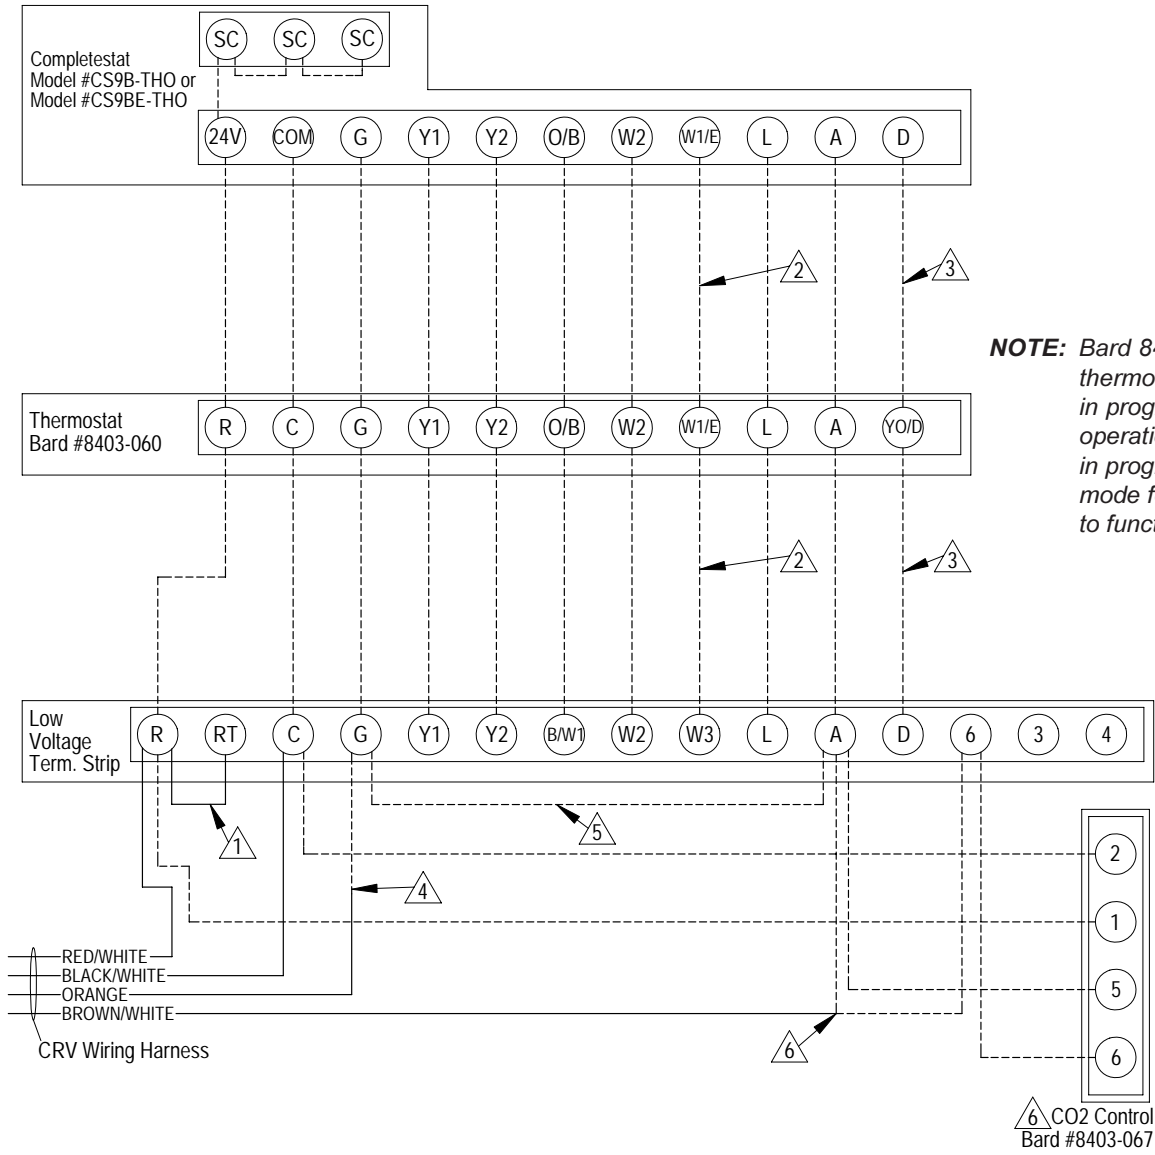 Completestat
Model #CS9B-THO or
Model #CS9BE-THO
SC SC SC
24V COM G Y1 Y2 O/B W2 W1/E L A D
2 3
NOTE: Bard 84
thermo
in prog
operatio
in prog
mode f
to funct
Thermostat
Bard #8403-060
R C G Y1 Y2 O/B W2 W1/E L A YO/D
2 3
Low
Voltage
Term. Strip
R RT C G Y1 Y2 B/W1 W2 W3 L A D 6 3 4
1 5
4
2
1
5
6
RED/WHITE
BLACK/WHITE
ORANGE
BROWN/WHITE
CRV Wiring Harness
6
6 CO2 Control
Bard #8403-067